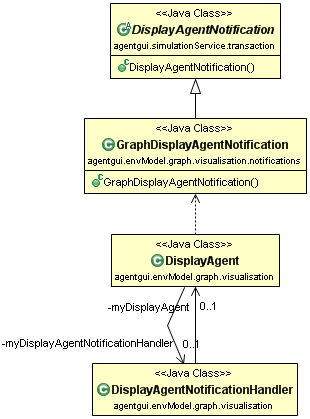 <<Java Class>>
DisplayAgentNotification
agentgui.simulationService.transaction
DisplayAgentNotification()
<<Java Class>>
GraphDisplayAgentNotification
agentgui.envModel.graph.visualisation.notifications
GraphDisplayAgentNotification()
<<Java Class>>
DisplayAgent
agentgui.envModel.graph.visualisation
-myDisplayAgent
0..1
-myDisplayAgentNotificationHandler
0..1
<<Java Class>>
DisplayAgentNotificationHandler
agentgui.envModel.graph.visualisation